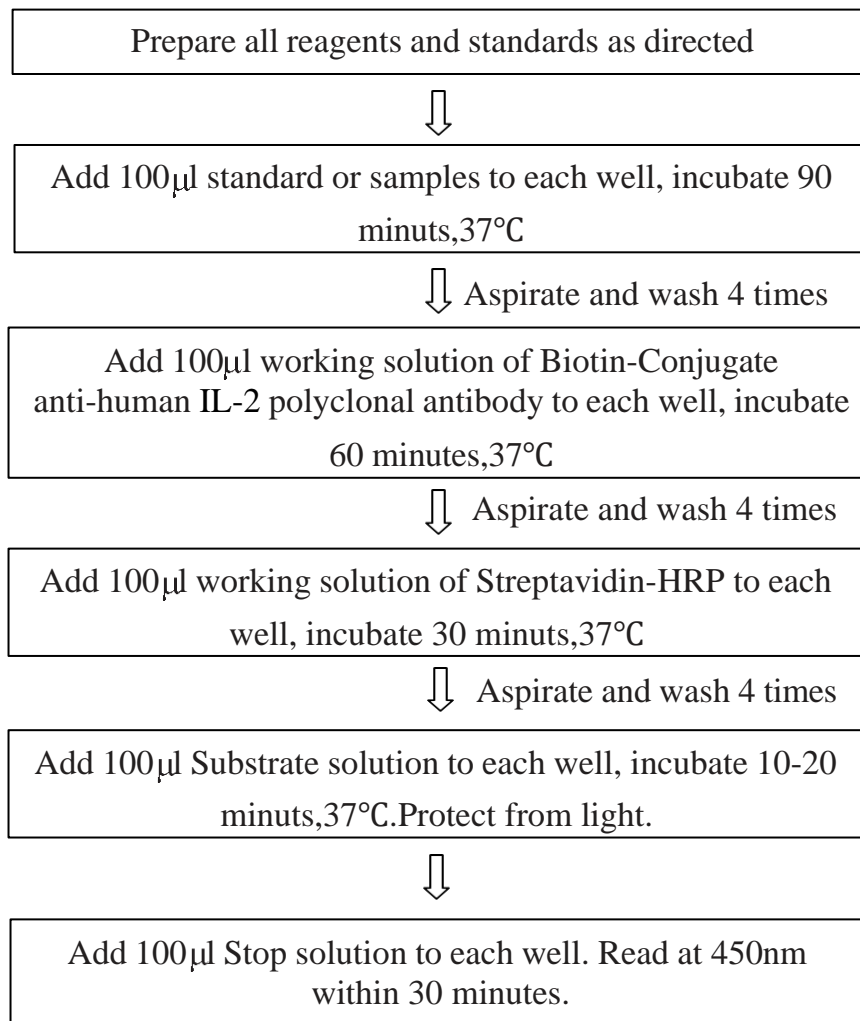 Prepare all reagents and standards as directed
Add 100μl standard or samples to each well, incubate 90
minuts,37℃
Aspirate and wash 4 times
Add 100μl working solution of Biotin-Conjugate
anti-human IL-2 polyclonal antibody to each well, incubate
60 minutes,37℃
Aspirate and wash 4 times
Add 100μl working solution of Streptavidin-HRP to each
well, incubate 30 minuts,37℃
Aspirate and wash 4 times
Add 100μl Substrate solution to each well, incubate 10-20
minuts,37℃.Protect from light.
Add 100μl Stop solution to each well. Read at 450nm
within 30 minutes.